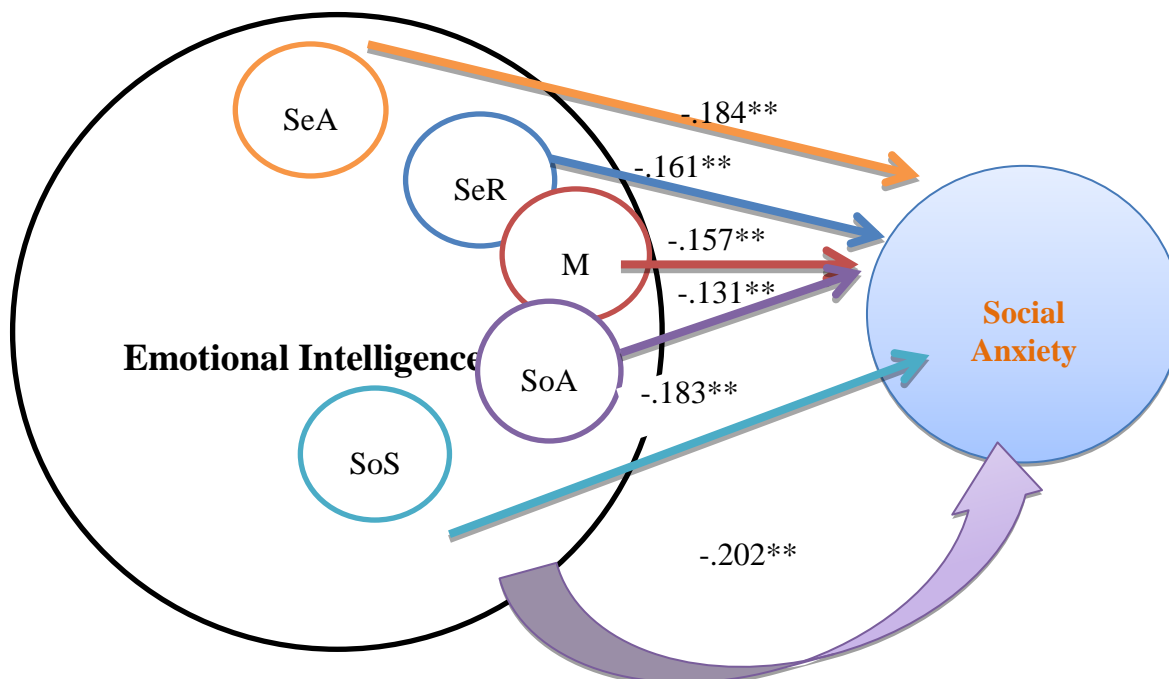 SeA
-.184**
-.161**
SeR
-.157**
M
-.131**
Social
Anxiety
Emotional Intelligence
SoA
-.183**
SoS
-.202**